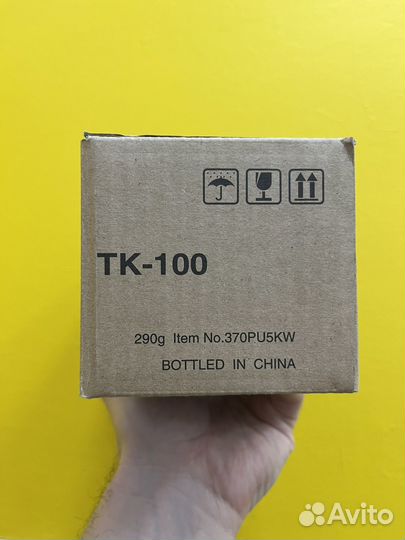 TK-100
290g Item No.370PU5KW
BOTTLED IN CHINA
Avito